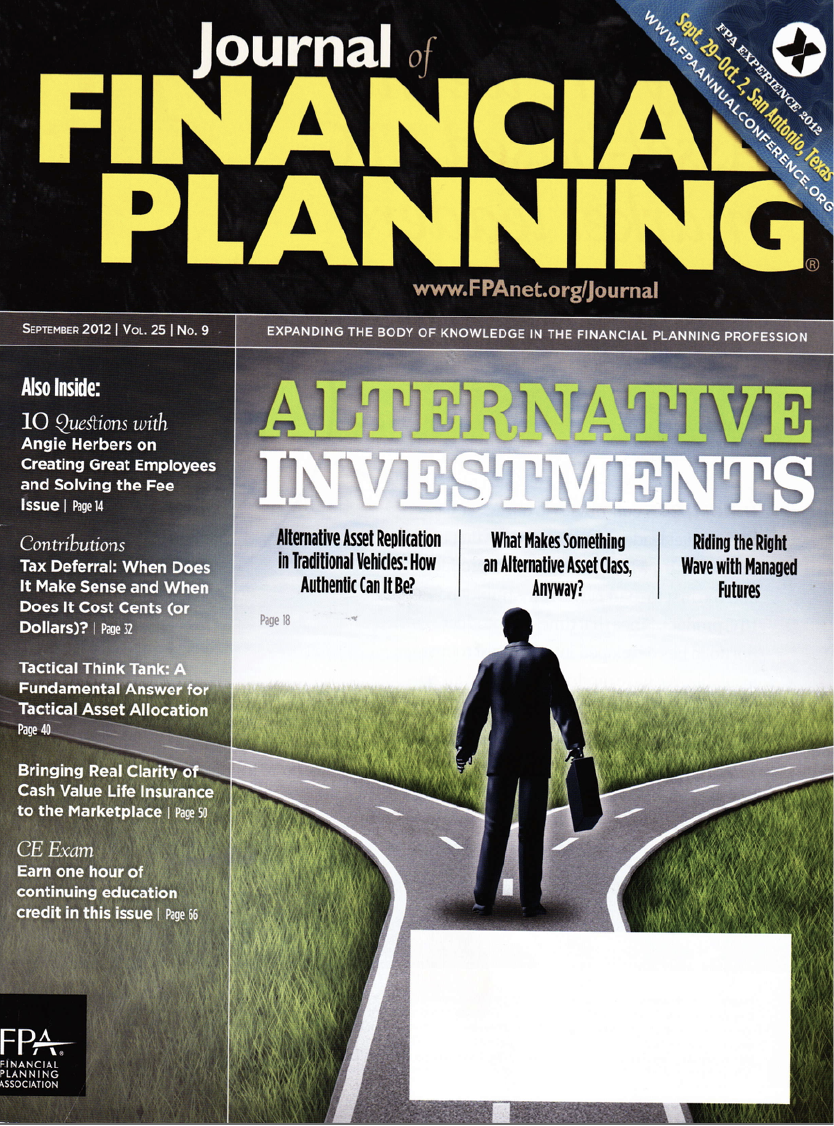 Journal of
FINANCIAL
PLANNING®
www.FPAnet.org/Journal
FPA EXPERIENCE 2012
Sept. 29–Oct. 2, San Antonio, Texas
WWW.FPAANNUALCONFERENCE.ORG
SEPTEMBER 2012 | VOL. 25 | NO. 9
EXPANDING THE BODY OF KNOWLEDGE IN THE FINANCIAL PLANNING PROFESSION
Also Inside:
10 Questions with
Angie Herbers on
Creating Great Employees
and Solving the Fee
Issue | Page 14
Contributions
Tax Deferral: When Does
It Make Sense and When
Does It Cost Cents (or
Dollars)? | Page 32
Tactical Think Tank: A
Fundamental Answer for
Tactical Asset Allocation
Page 40
Bringing Real Clarity of
Cash Value Life Insurance
to the Marketplace | Page 50
CE Exam
Earn one hour of
continuing education
credit in this issue | Page 66
FPA®
FINANCIAL
PLANNING
ASSOCIATION
ALTERNATIVE
INVESTMENTS
Alternative Asset Replication
in Traditional Vehicles: How
Authentic Can It Be?
What Makes Something
an Alternative Asset Class,
Anyway?
Riding the Right
Wave with Managed
Futures
Page 18